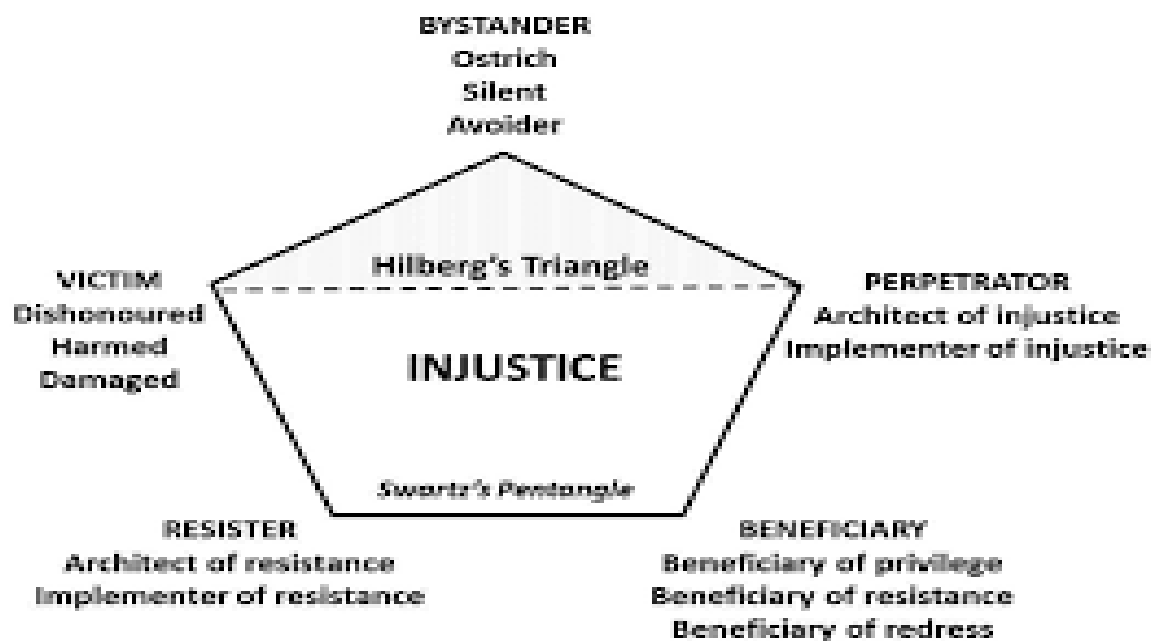 BYSTANDER
Ostrich
Silent
Avoider
Hilberg's Triangle
VICTIM
Dishonoured
Harmed
Damaged
PERPETRATOR
Architect of injustice
Implementer of injustice
INJUSTICE
Swartz's Pentangle
RESISTER
Architect of resistance
Implementer of resistance
BENEFICIARY
Beneficiary of privilege
Beneficiary of resistance
Beneficiary of redress